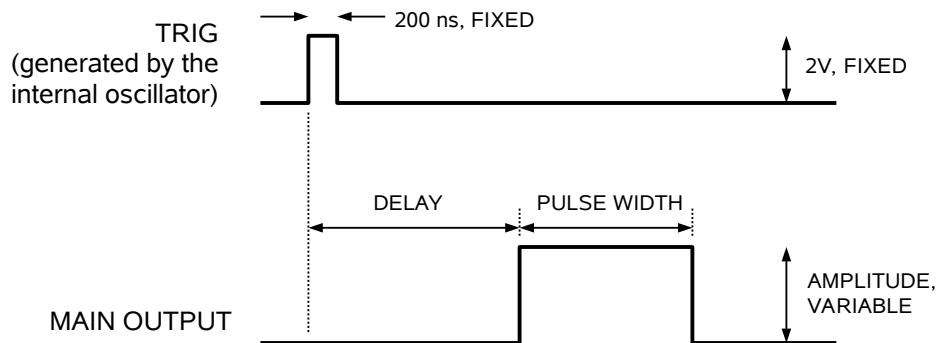 200 ns, FIXED
TRIG
(generated by the
internal oscillator)
2V, FIXED
DELAY
PULSE WIDTH
AMPLITUDE,
VARIABLE
MAIN OUTPUT